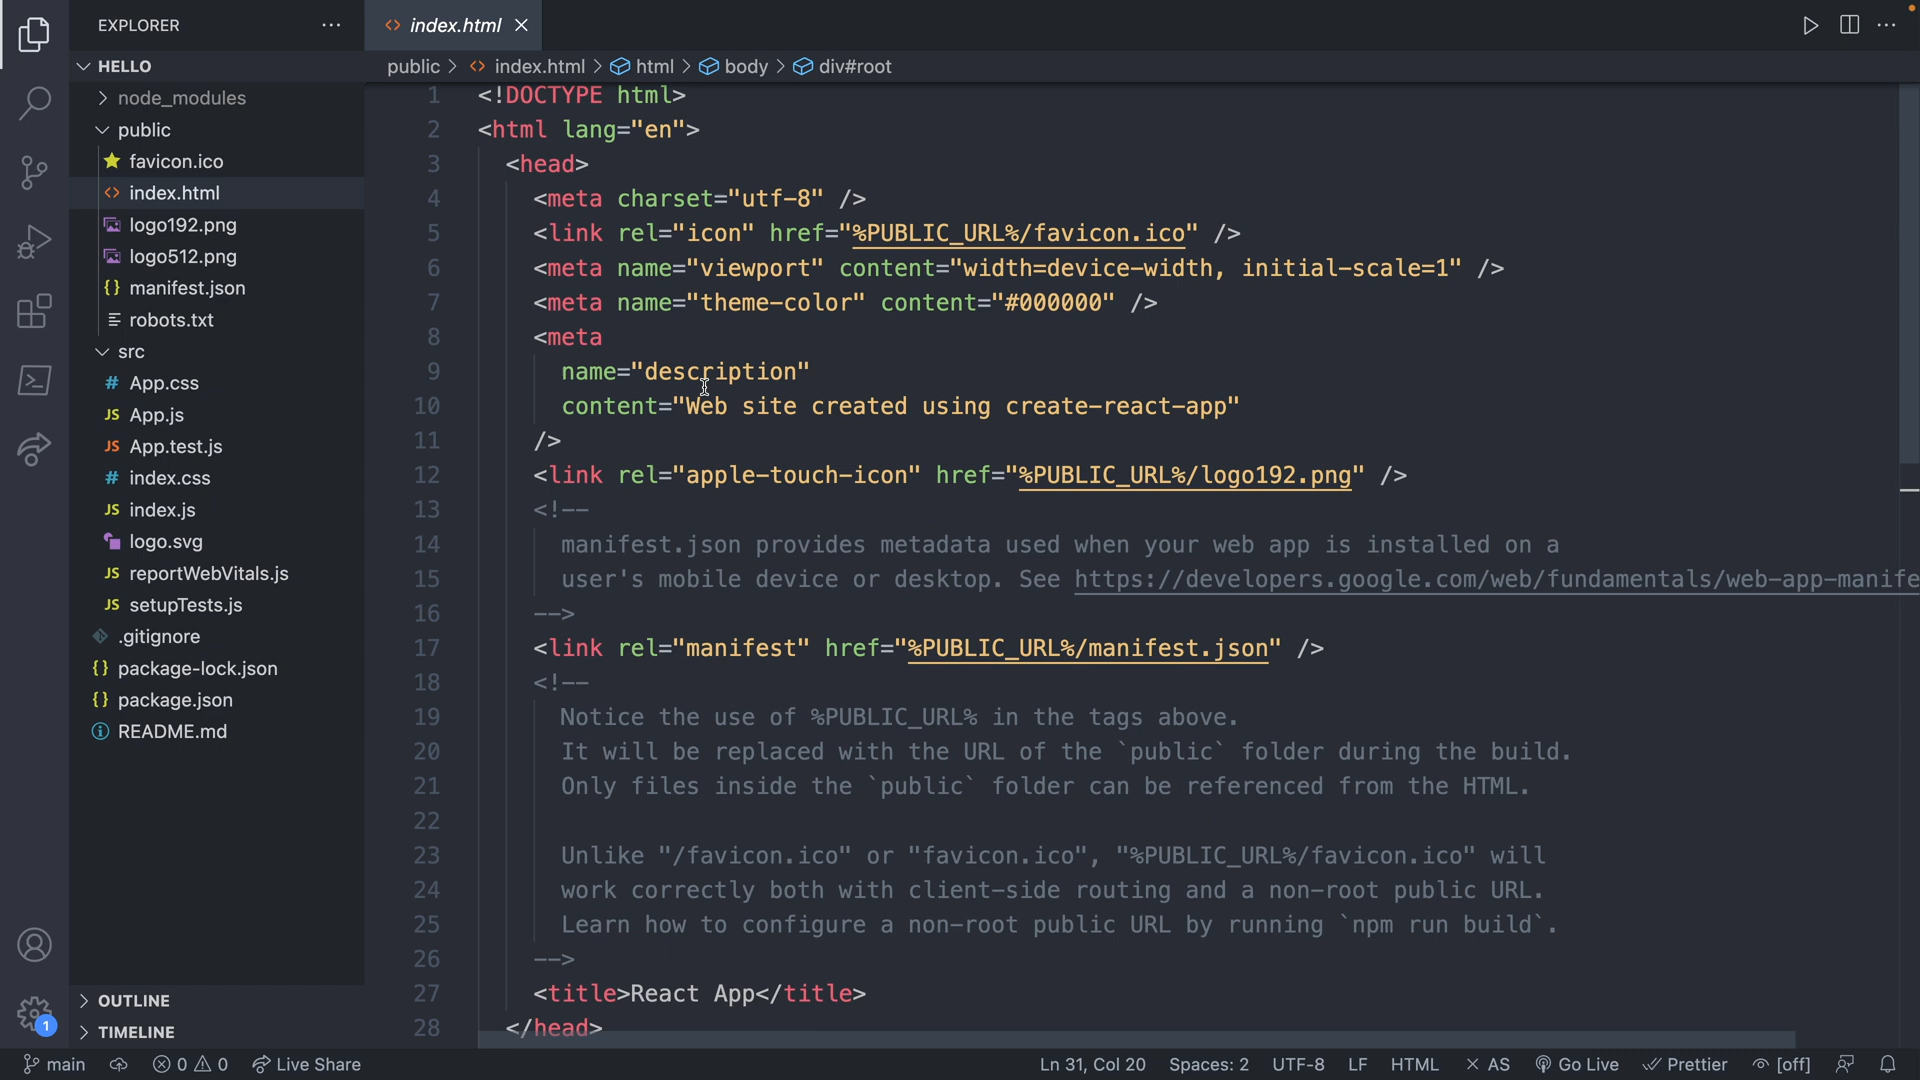 EXPLORER
index.html
HELLO
public > index.html > html > body > div#root
node_modules
public
favicon.ico
index.html
logo192.png
logo512.png
{} manifest.json
robots.txt
src
# App.css
JS App.js
JS App.test.js
# index.css
JS index.js
logo.svg
JS reportWebVitals.js
JS setupTests.js
.gitignore
{} package-lock.json
{} package.json
README.md
OUTLINE
TIMELINE
1
1 <!DOCTYPE html>
2 <html lang="en">
3 <head>
4 <meta charset="utf-8" />
5 <link rel="icon" href="%PUBLIC_URL%/favicon.ico" />
6 <meta name="viewport" content="width=device-width, initial-scale=1" />
7 <meta name="theme-color" content="#000000" />
8 <meta
9 name="description"
10 content="Web site created using create-react-app"
11 />
12 <link rel="apple-touch-icon" href="%PUBLIC_URL%/logo192.png" />
13 <!--
14 manifest.json provides metadata used when your web app is installed on a
15 user's mobile device or desktop. See https://developers.google.com/web/fundamentals/web-app-manife
16 -->
17 <link rel="manifest" href="%PUBLIC_URL%/manifest.json" />
18 <!--
19 Notice the use of %PUBLIC_URL% in the tags above.
20 It will be replaced with the URL of the `public` folder during the build.
21 Only files inside the `public` folder can be referenced from the HTML.
22
23 Unlike "/favicon.ico" or "favicon.ico", "%PUBLIC_URL%/favicon.ico" will
24 work correctly both with client-side routing and a non-root public URL.
25 Learn how to configure a non-root public URL by running `npm run build`.
26 -->
27 <title>React App</title>
28 </head>
main 0 0 Live Share Ln 31, Col 20 Spaces: 2 UTF-8 LF HTML × AS Go Live Prettier [off]